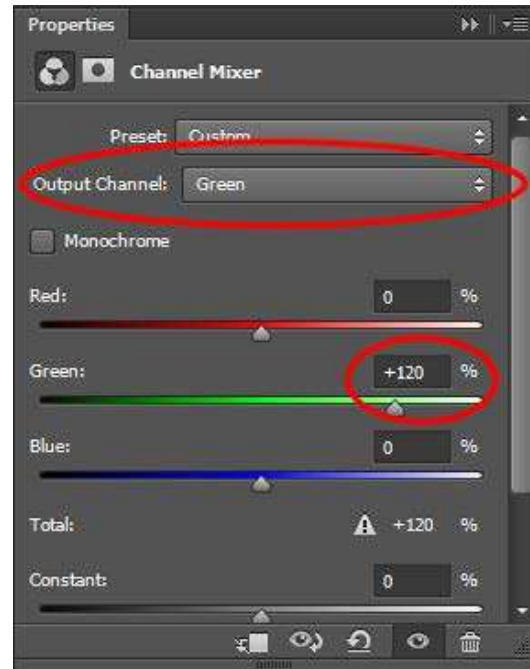 Properties
Channel Mixer
Preset: Custom
Output Channel: Green
Monochrome
Red: 0 %
Green: +120 %
Blue: 0 %
Total: +120 %
Constant: 0 %